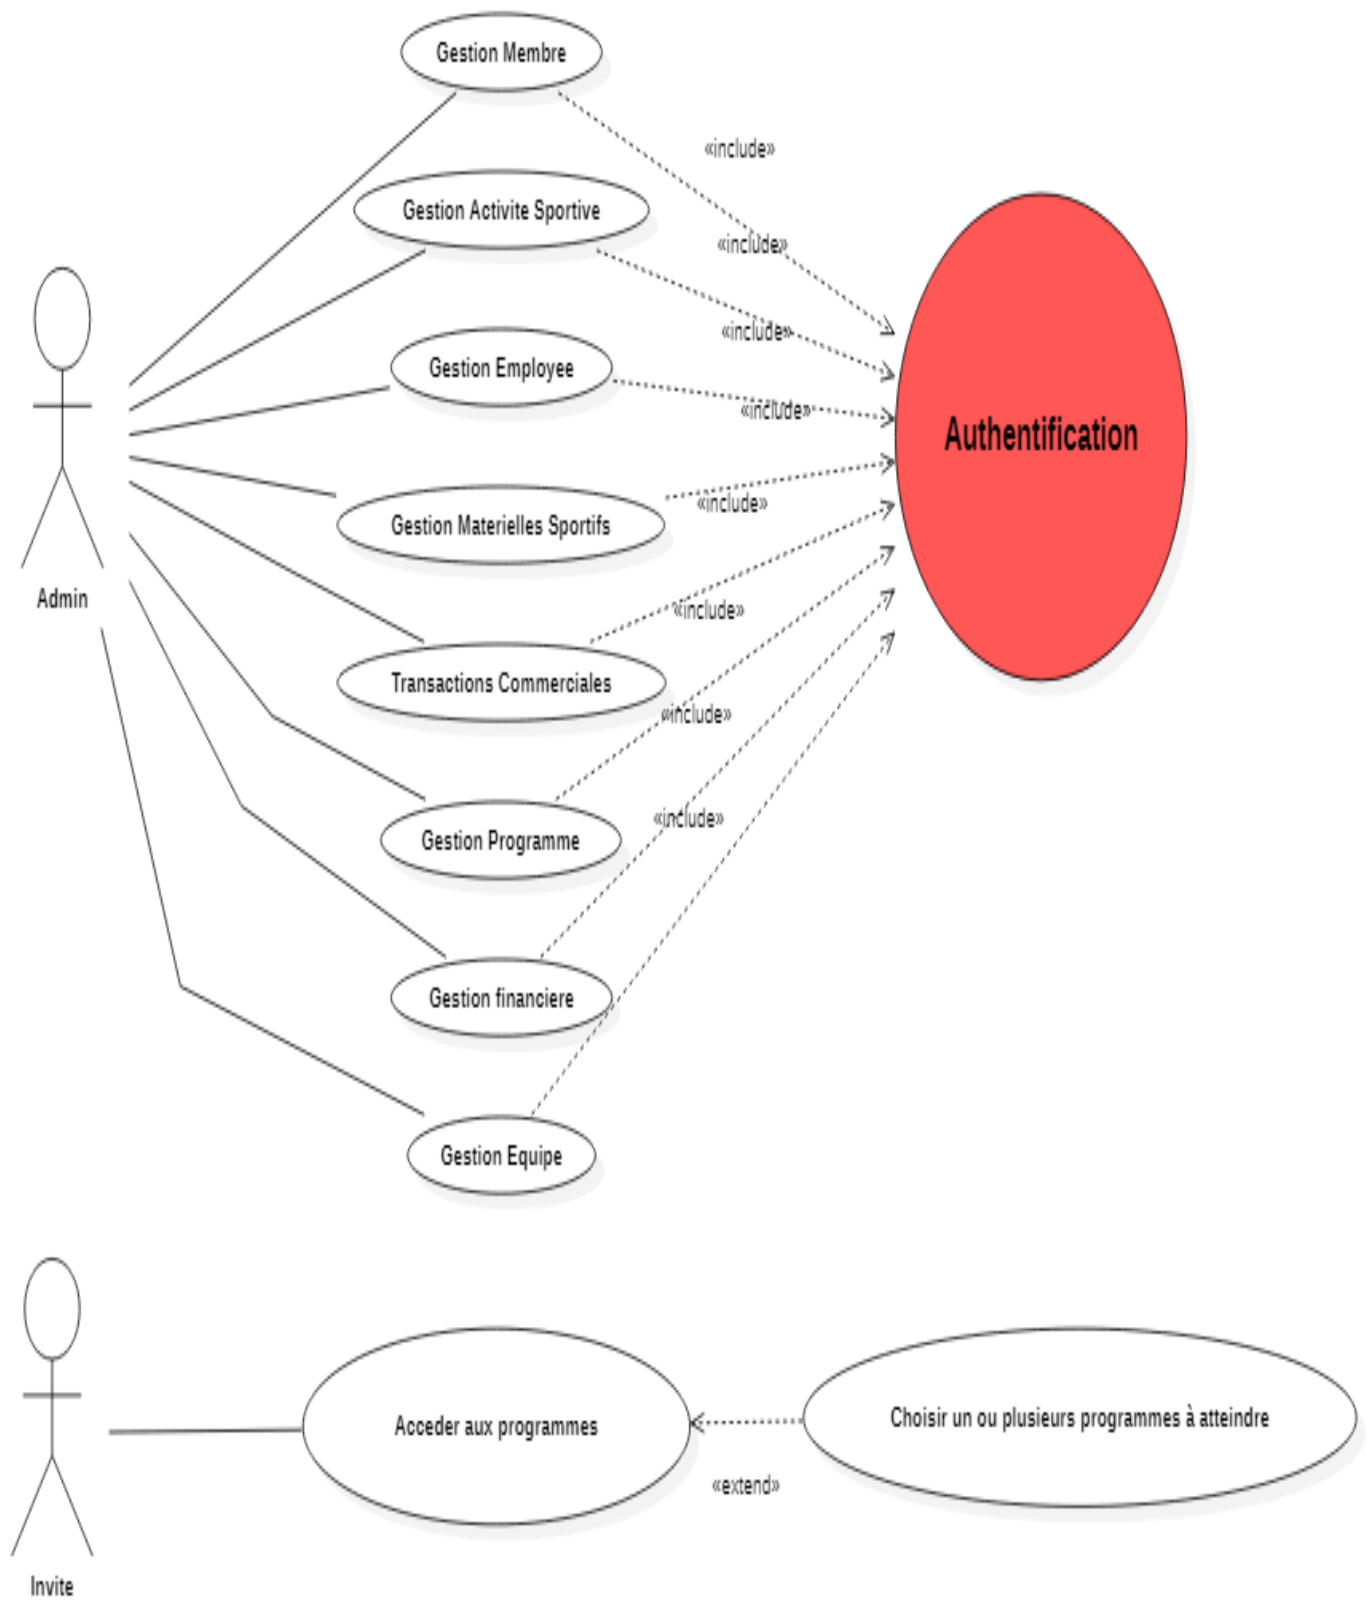 Gestion Membre
«include»
Gestion Activite Sportive
«include»
«include»
Gestion Employee
«include»
Authentification
«include»
Gestion Materielles Sportifs
Admin
«include»
Transactions Commerciales
«include»
«include»
Gestion Programme
Gestion financiere
Gestion Equipe
Acceder aux programmes
Choisir un ou plusieurs programmes à atteindre
«extend»
Invite